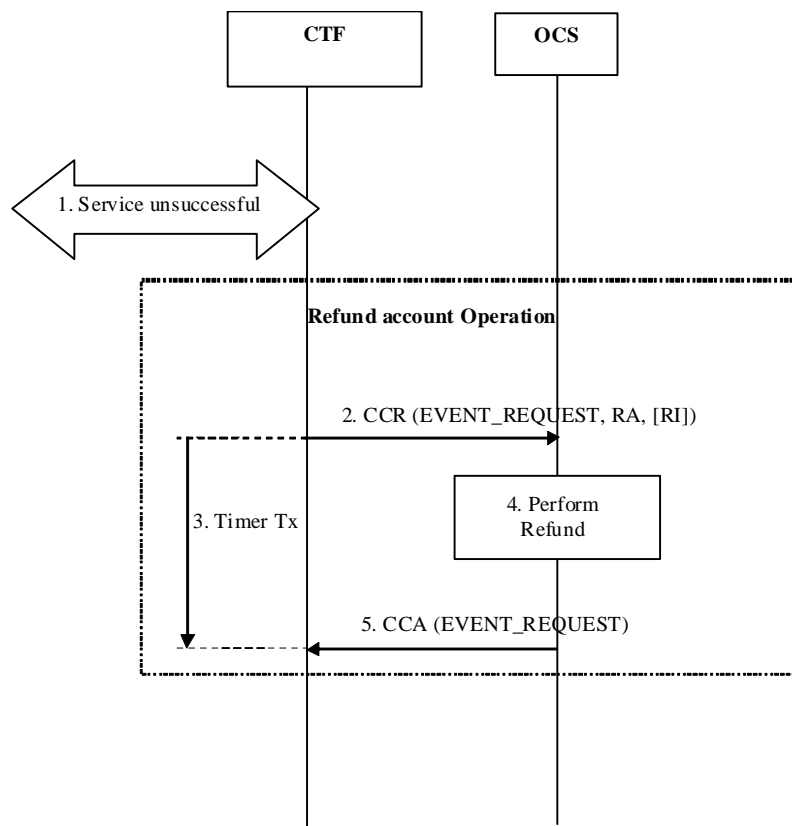 CTF
OCS
1. Service unsuccessful
Refund account Operation
2. CCR (EVENT_REQUEST, RA, [RI])
3. Timer Tx
4. Perform
Refund
5. CCA (EVENT_REQUEST)